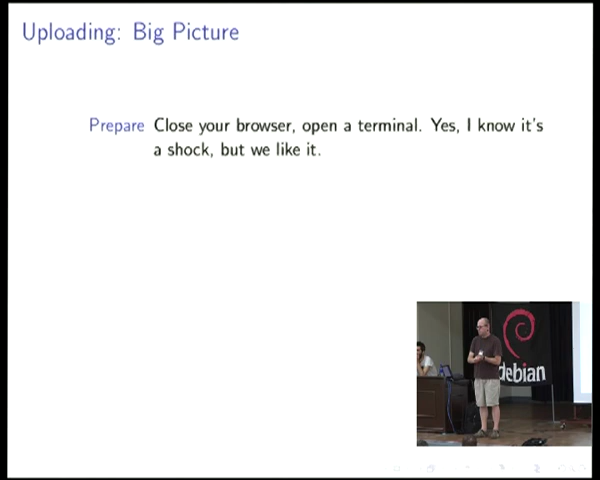 Uploading: Big Picture
Prepare Close your browser, open a terminal. Yes, I know it's
a shock, but we like it.
debian